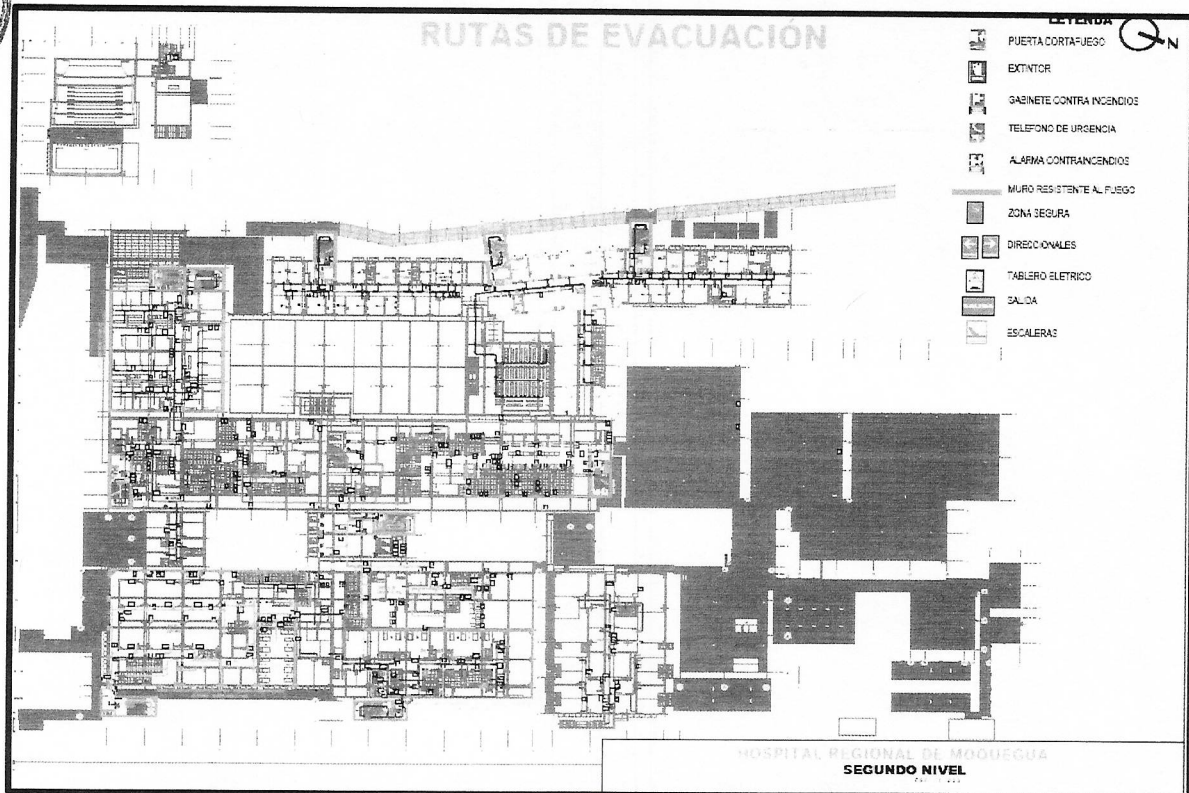 RUTAS DE EVACUACIÓN
LEYENDA
N
PUERTA CORTAFUEGO
EXTINTOR
GABINETE CONTRA INCENDIOS
TELEFONO DE URGENCIA
ALARMA CONTRAINCENDIOS
MURO RESISTENTE AL FUEGO
ZONA SEGURA
DIRECCIONALES
TABLERO ELETRICO
SALIDA
ESCALERAS
HOSPITAL REGIONAL DE MOQUEGUA
SEGUNDO NIVEL